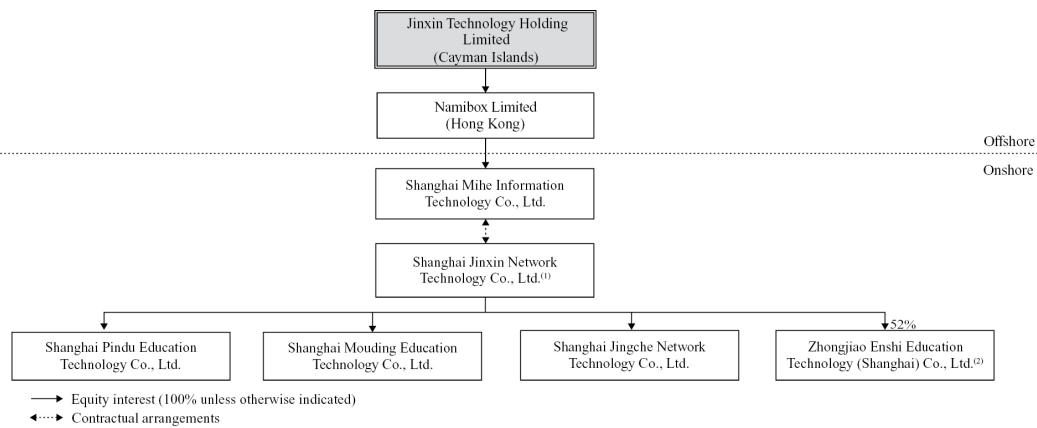 Jinxin Technology Holding
Limited
(Cayman Islands)
Namibox Limited
(Hong Kong)
Offshore
Onshore
Shanghai Mihe Information
Technology Co., Ltd.
Shanghai Jinxin Network
Technology Co., Ltd.(1)
52%
Shanghai Pindu Education
Technology Co., Ltd.
Shanghai Mouding Education
Technology Co., Ltd.
Shanghai Jingche Network
Technology Co., Ltd.
Zhongjiao Enshi Education
Technology (Shanghai) Co., Ltd.(2)
Equity interest (100% unless otherwise indicated)
Contractual arrangements